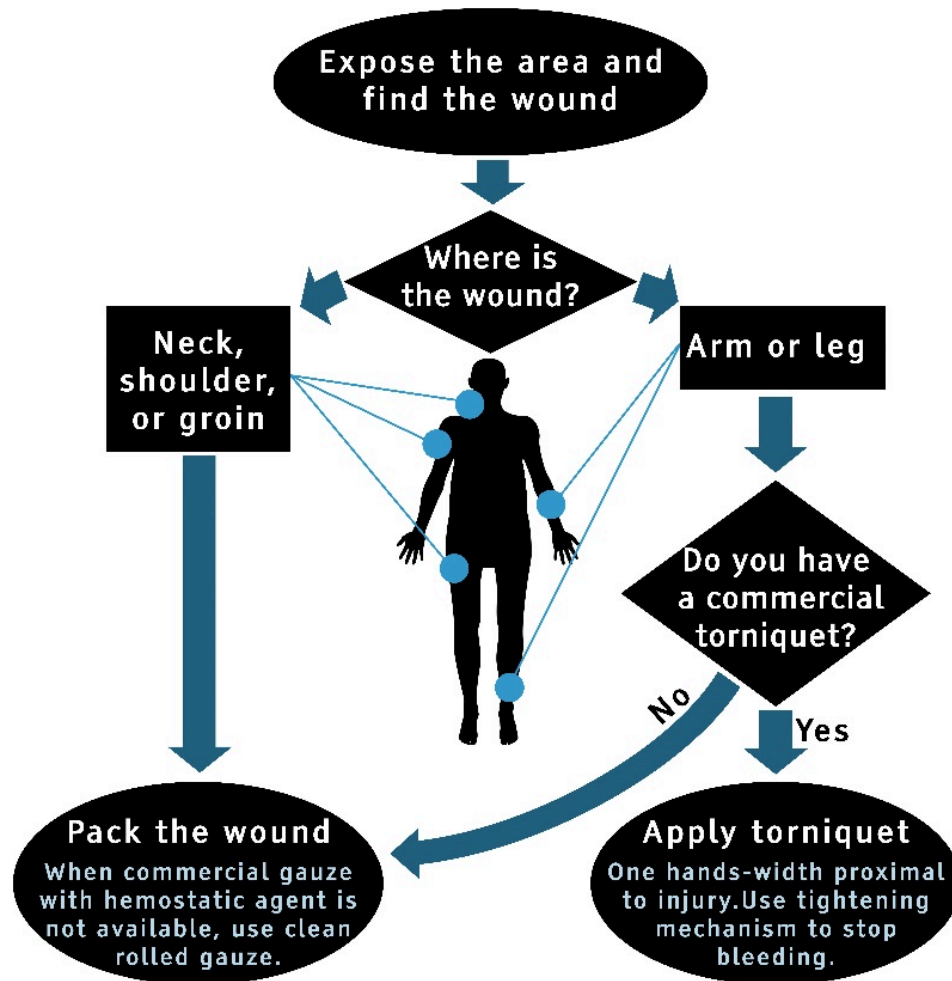 Expose the area and
find the wound
Where is
the wound?
Neck,
shoulder,
or groin
Arm or leg
Do you have
a commercial
torniquet?
No
Yes
Pack the wound
When commercial gauze
with hemostatic agent is
not available, use clean
rolled gauze.
Apply torniquet
One hands-width proximal
to injury.Use tightening
mechanism to stop
bleeding.